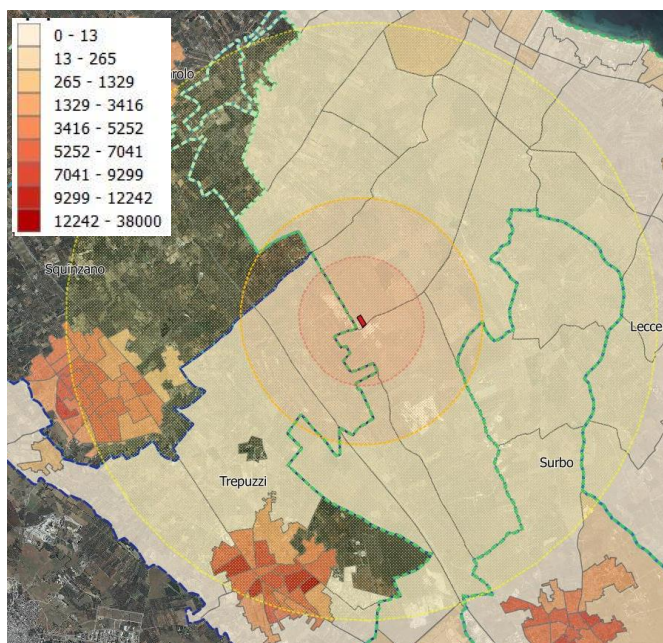 0 - 13
13 - 265
265 - 1329
1329 - 3416
3416 - 5252
5252 - 7041
7041 - 9299
9299 - 12242
12242 - 38000
Squinzano
Lecce
Surbo
Trepuzzi